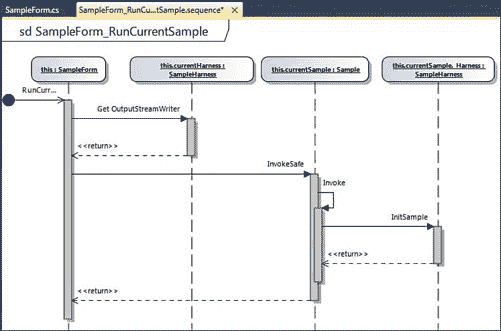 SampleForm.cs
SampleForm_RunCu...tSample.sequence*
sd SampleForm_RunCurrentSample
this : SampleForm
this.currentHarness :
SampleHarness
this.currentSample : Sample
this.currentSample. Harness :
SampleHarness
RunCurr...
Get OutputStreamWriter
<<return>>
InvokeSafe
Invoke
InitSample
<<return>>
<<return>>